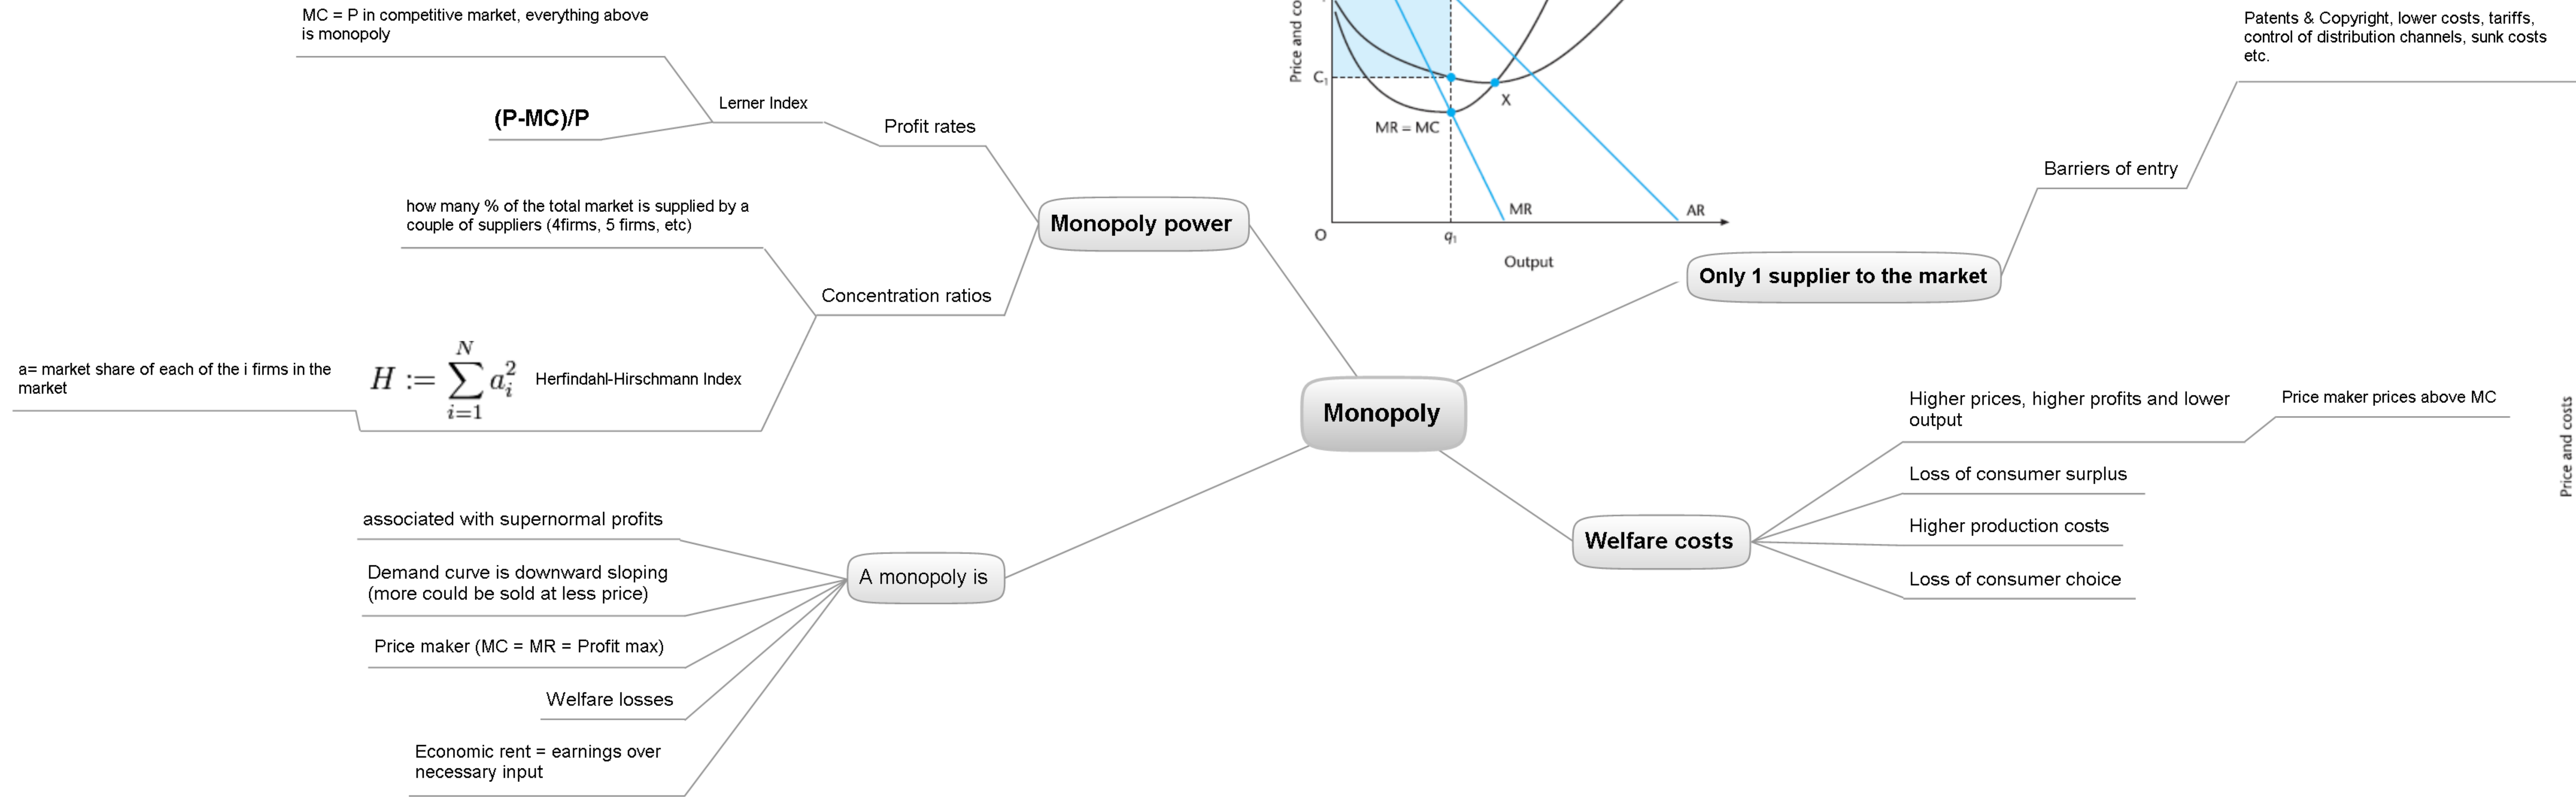 MC = P in competitive market, everything above
is monopoly
Lerner Index
(P-MC)/P
Profit rates
how many % of the total market is supplied by a
couple of suppliers (4firms, 5 firms, etc)
Monopoly power
Concentration ratios
a= market share of each of the i firms in the
market
H := \sum_{i=1}^{N} a_i^2
Herfindahl-Hirschmann Index
Price and co
C₁
X
MR = MC
MR
AR
O
q₁
Output
Patents & Copyright, lower costs, tariffs,
control of distribution channels, sunk costs
etc.
Barriers of entry
Only 1 supplier to the market
Monopoly
Higher prices, higher profits and lower
output
Price maker prices above MC
Loss of consumer surplus
Welfare costs
Higher production costs
Loss of consumer choice
Price and costs
associated with supernormal profits
Demand curve is downward sloping
(more could be sold at less price)
A monopoly is
Price maker (MC = MR = Profit max)
Welfare losses
Economic rent = earnings over
necessary input